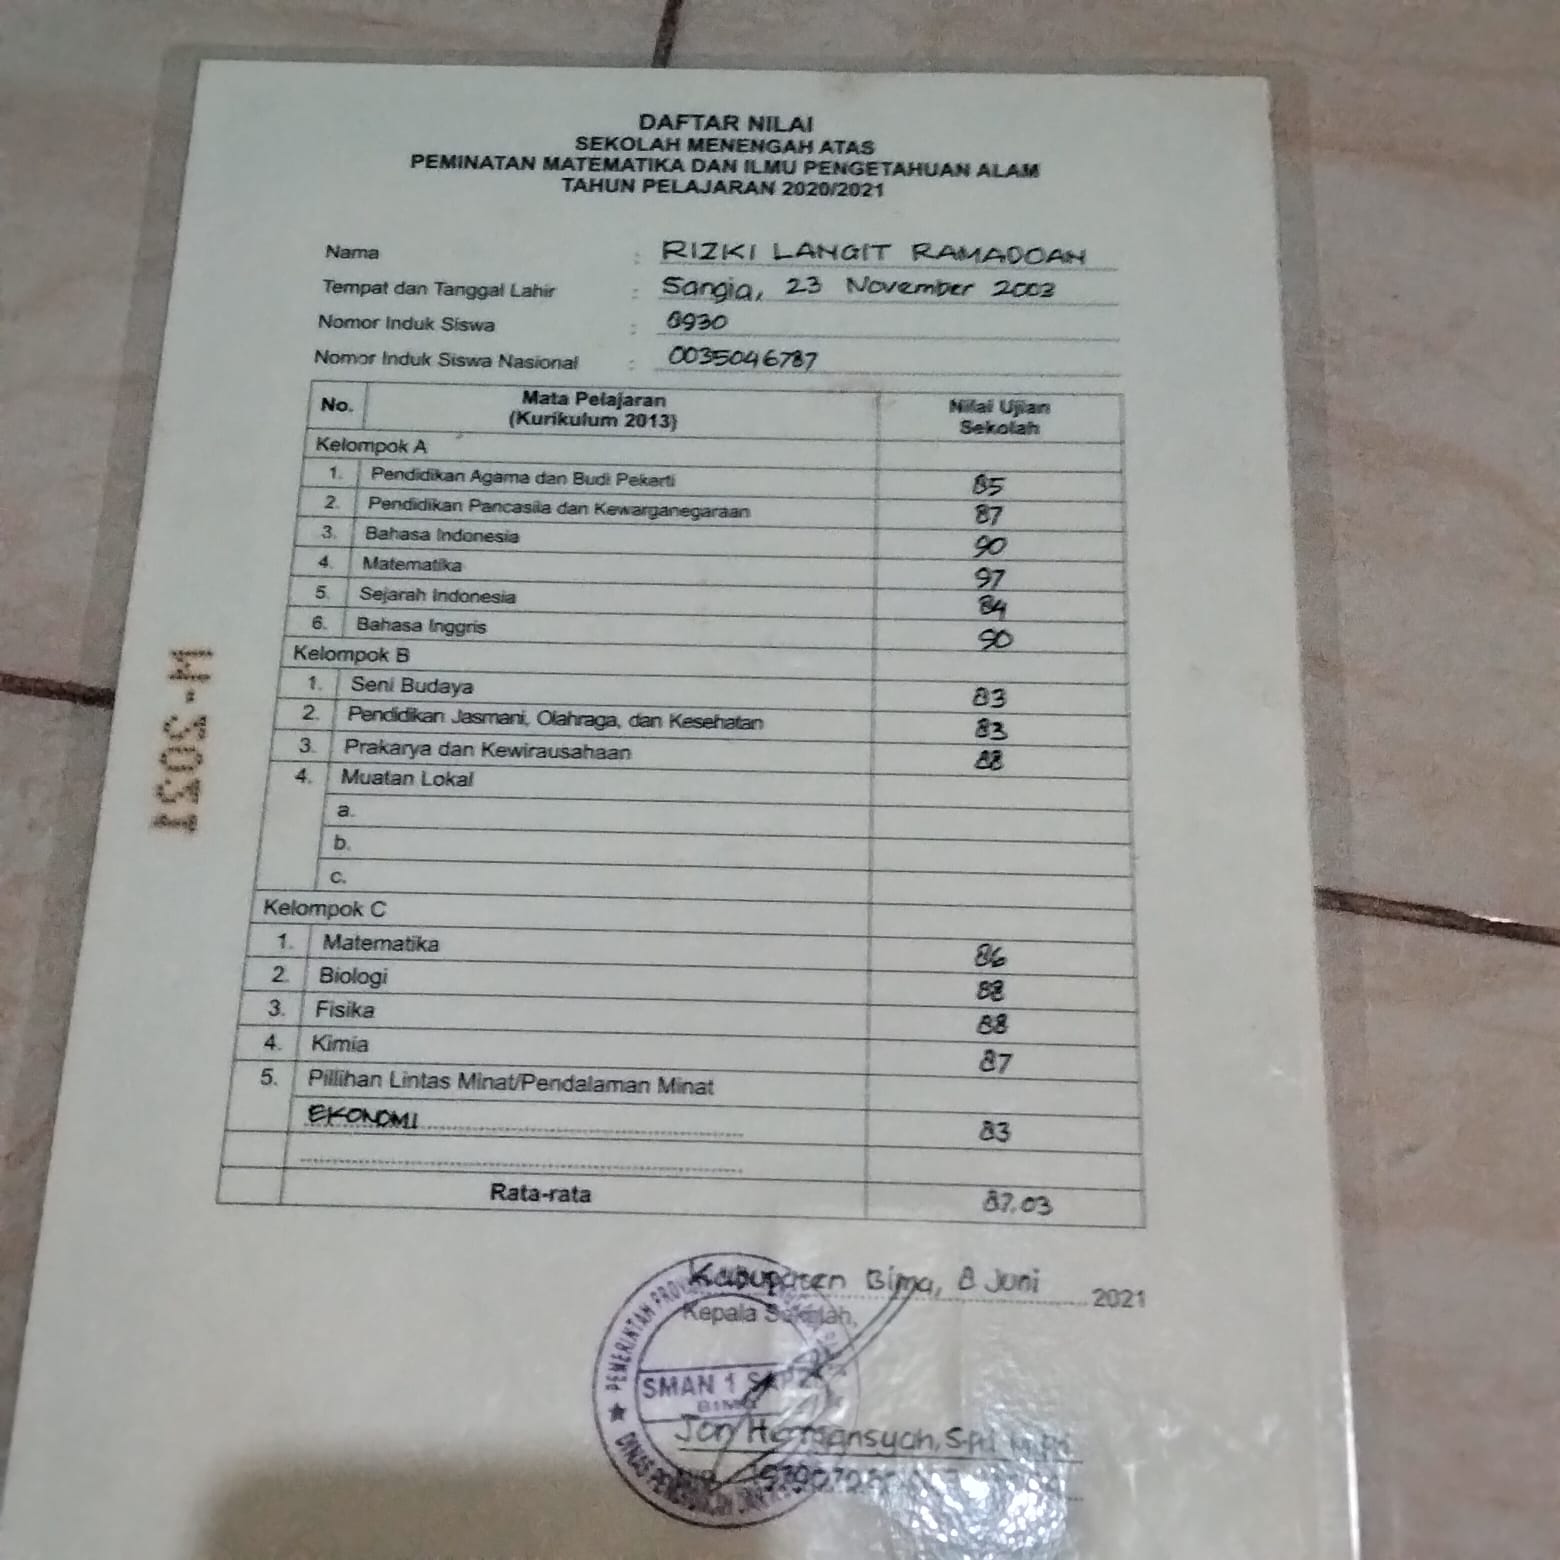 DAFTAR NILAI
SEKOLAH MENENGAH ATAS
PEMINATAN MATEMATIKA DAN ILMU PENGETAHUAN ALAM
TAHUN PELAJARAN 2020/2021
Nama : RIZKI LANGIT RAMADOAN
Tempat dan Tanggal Lahir : Sangia, 23 November 2003
Nomor Induk Siswa : 8930
Nomor Induk Siswa Nasional : 0035046787
No. Mata Pelajaran (Kurikulum 2013) Nilai Ujian Sekolah
Kelompok A
1. Pendidikan Agama dan Budi Pekerti 85
2. Pendidikan Pancasila dan Kewarganegaraan 87
3. Bahasa Indonesia 90
4. Matematika 97
5. Sejarah Indonesia 84
6. Bahasa Inggris 90
Kelompok B
1. Seni Budaya 83
2. Pendidikan Jasmani, Olahraga, dan Kesehatan 83
3. Prakarya dan Kewirausahaan 88
4. Muatan Lokal
a.
b.
c.
Kelompok C
1. Matematika 86
2. Biologi 88
3. Fisika 88
4. Kimia 87
5. Pilihan Lintas Minat/Pendalaman Minat
EKONOMI 83
Rata-rata 87.03
Kabupaten Bima, 8 Juni 2021
Kepala Sekolah,
PEMERINTAH
SMAN 1
BIMA
DINAS
M-2021